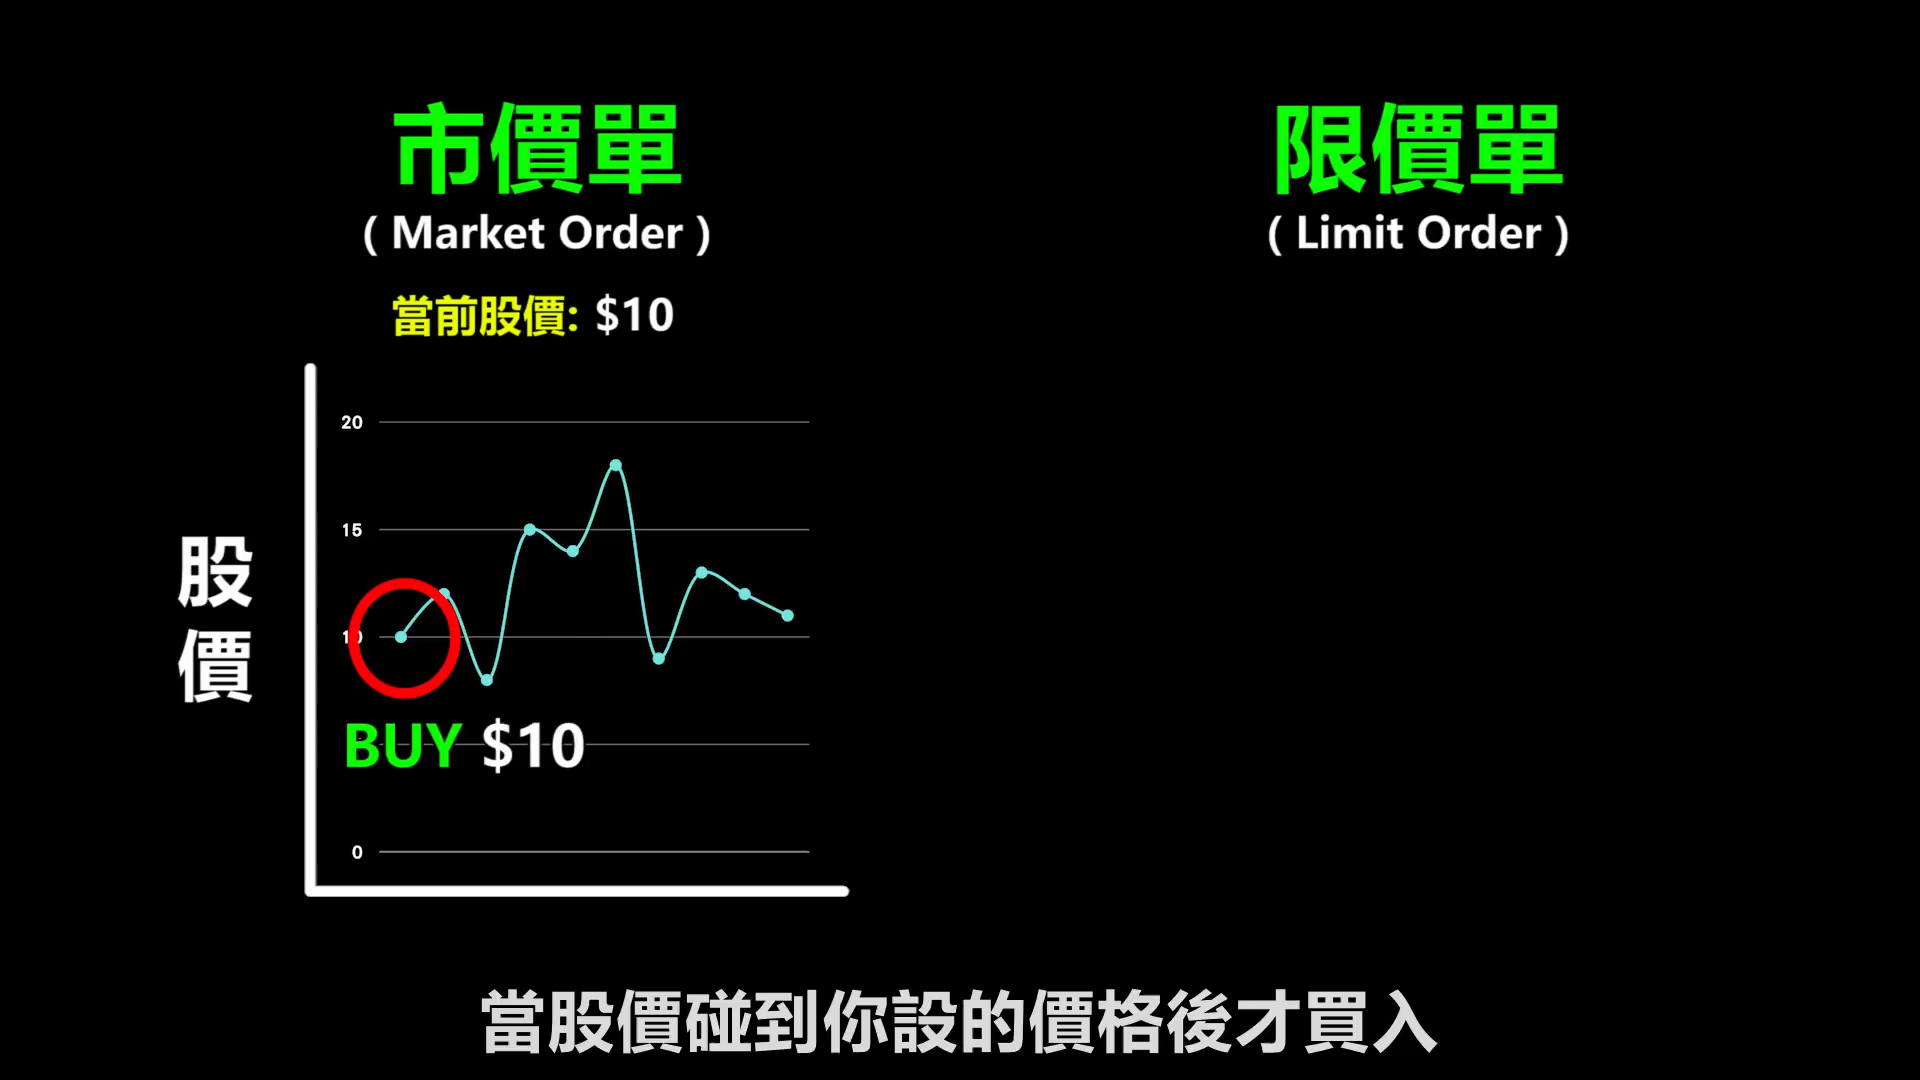 市價單
( Market Order )
當前股價: $10
限價單
( Limit Order )
股價
20
15
10
BUY $10
0
當股價碰到你設的價格後才買入